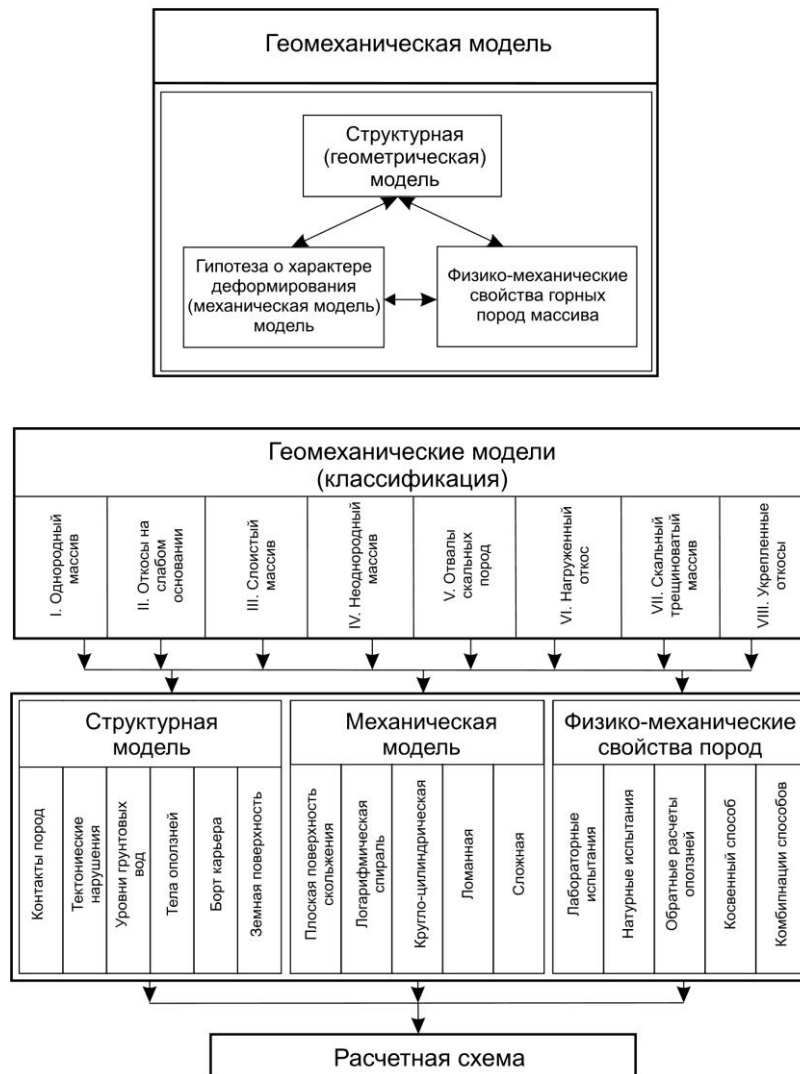 Геомеханическая модель
Структурная
(геометрическая)
модель
Гипотеза о характере
деформирования
(механическая модель)
модель
Физико-механические
свойства горных
пород массива
Геомеханические модели
(классификация)
I. Однородный
массив
II. Откосы на
слабом
основании
III. Слоистый
массив
IV. Неоднородный
массив
V. Отвалы
скальных
пород
VI. Нагруженный
откос
VII. Скальный
трещиноватый
массив
VIII. Укрепленные
откосы
Структурная
модель
Контакты пород
Тектониеские
нарушения
Уровни грунтовых
вод
Тела оползней
Борт карьера
Земная поверхность
Механическая
модель
Плоская поверхность
скольжения
Логарифмическая
спираль
Кругло-цилиндрическая
Ломанная
Сложная
Физико-механические
свойства пород
Лабораторные
испытания
Натурные испытания
Обратные расчеты
оползней
Косвенный способ
Комбипнации способов
Расчетная схема